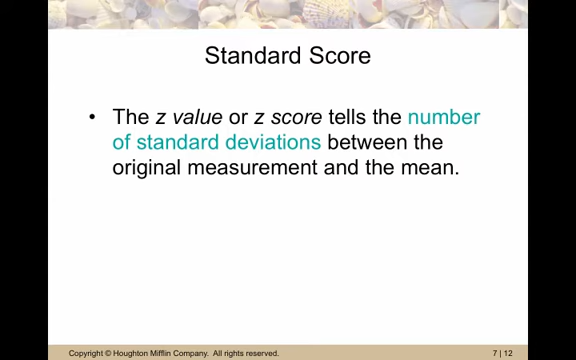 Standard Score
• The z value or z score tells the number
of standard deviations between the
original measurement and the mean.
Copyright © Houghton Mifflin Company. All rights reserved.
7 | 12